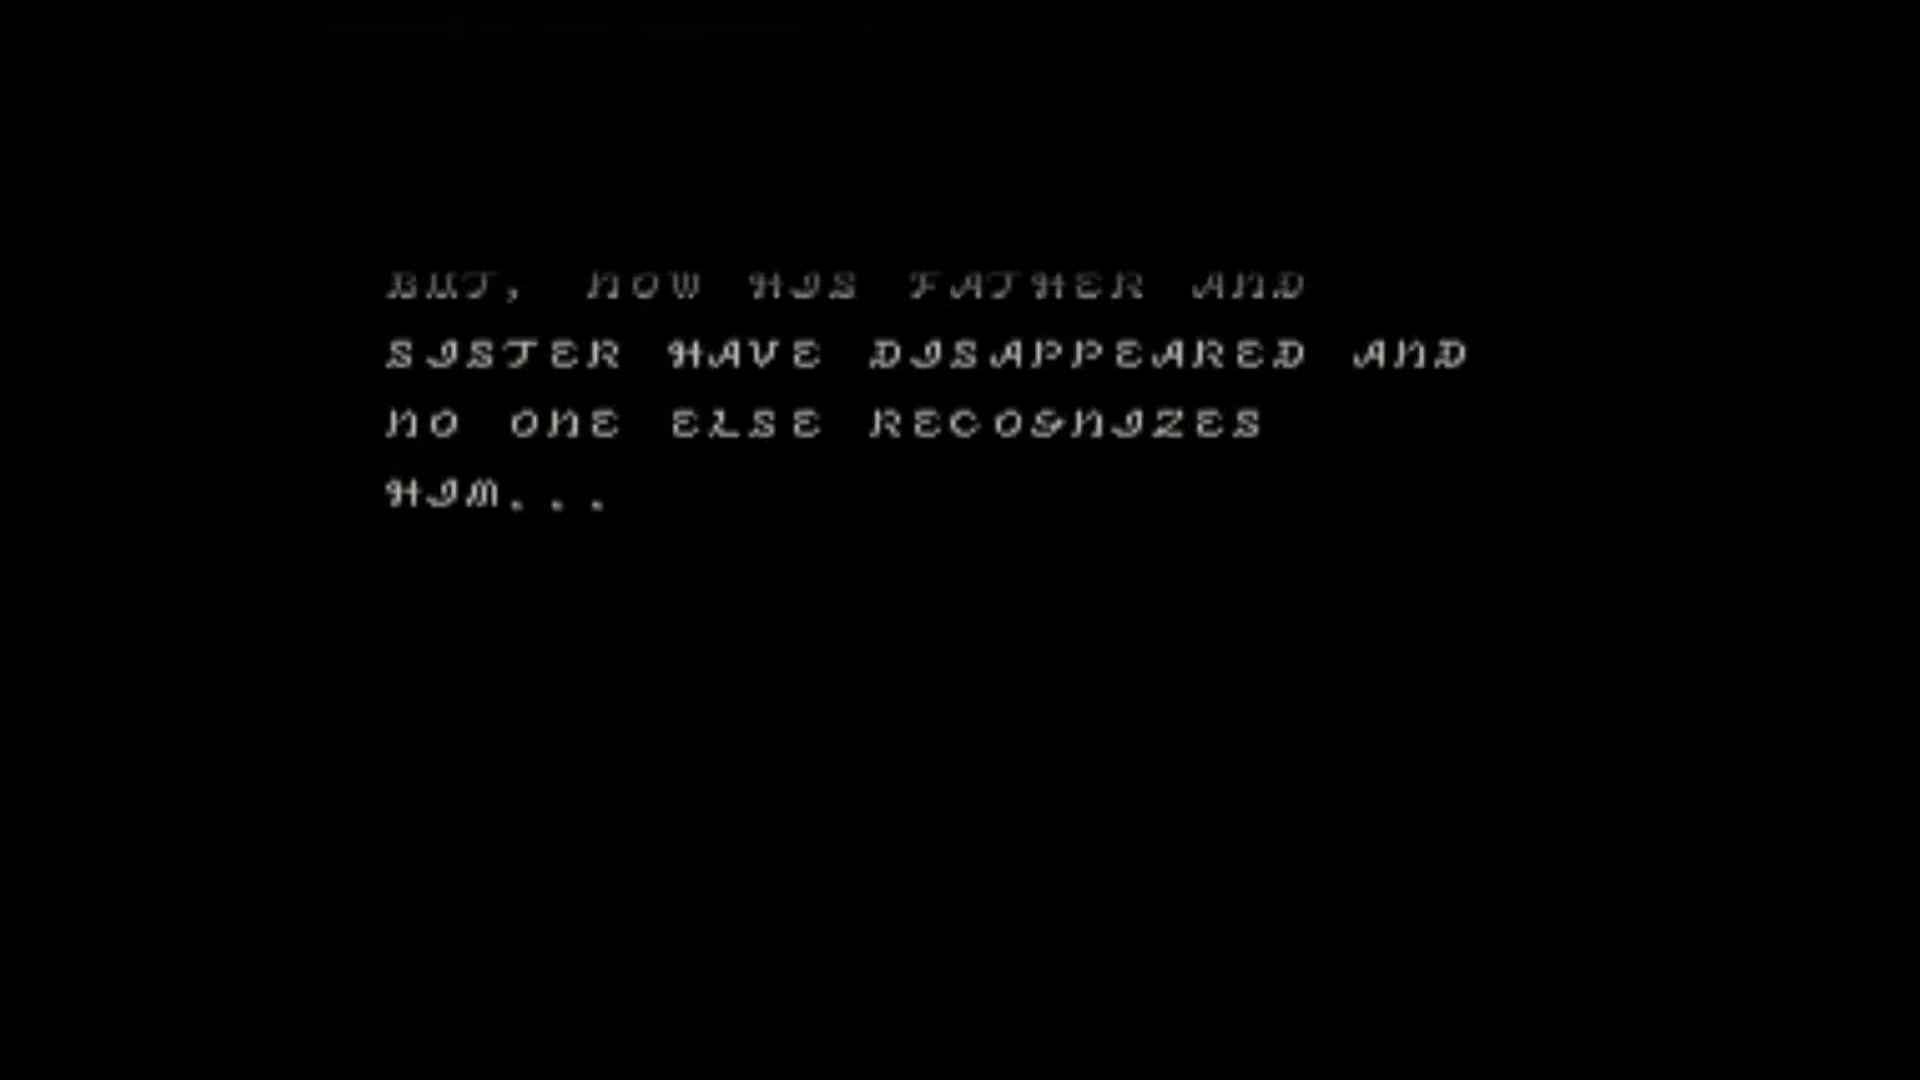 BUT, NOW HIS FATHER AND
SISTER HAVE DISAPPEARED AND
NO ONE ELSE RECOGNIZES
HIM...